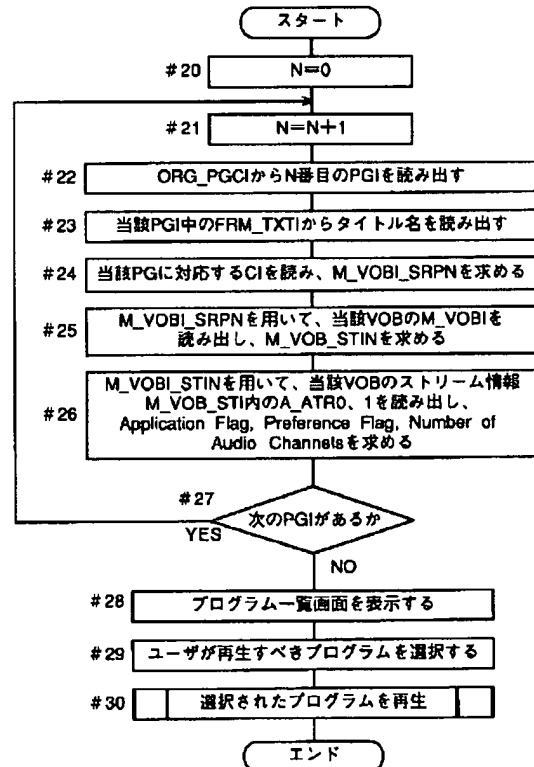 スタート
#20
N=0
#21
N=N+1
#22
ORG_PGCIからN番目のPGIを読み出す
#23
当該PGI中のFRM_TXTIからタイトル名を読み出す
#24
当該PGに対応するCIを読み、M_VOBI_SRPNを求める
#25
M_VOBI_SRPNを用いて、当該VOBのM_VOBIを
読み出し、M_VOB_STINを求める
#26
M_VOBI_STINを用いて、当該VOBのストリーム情報
M_VOB_STI内のA_ATR0、1を読み出し、
Application Flag, Preference Flag, Number of
Audio Channelsを求める
#27
次のPGIがあるか
YES
NO
#28
プログラム一覧画面を表示する
#29
ユーザが再生すべきプログラムを選択する
#30
選択されたプログラムを再生
エンド